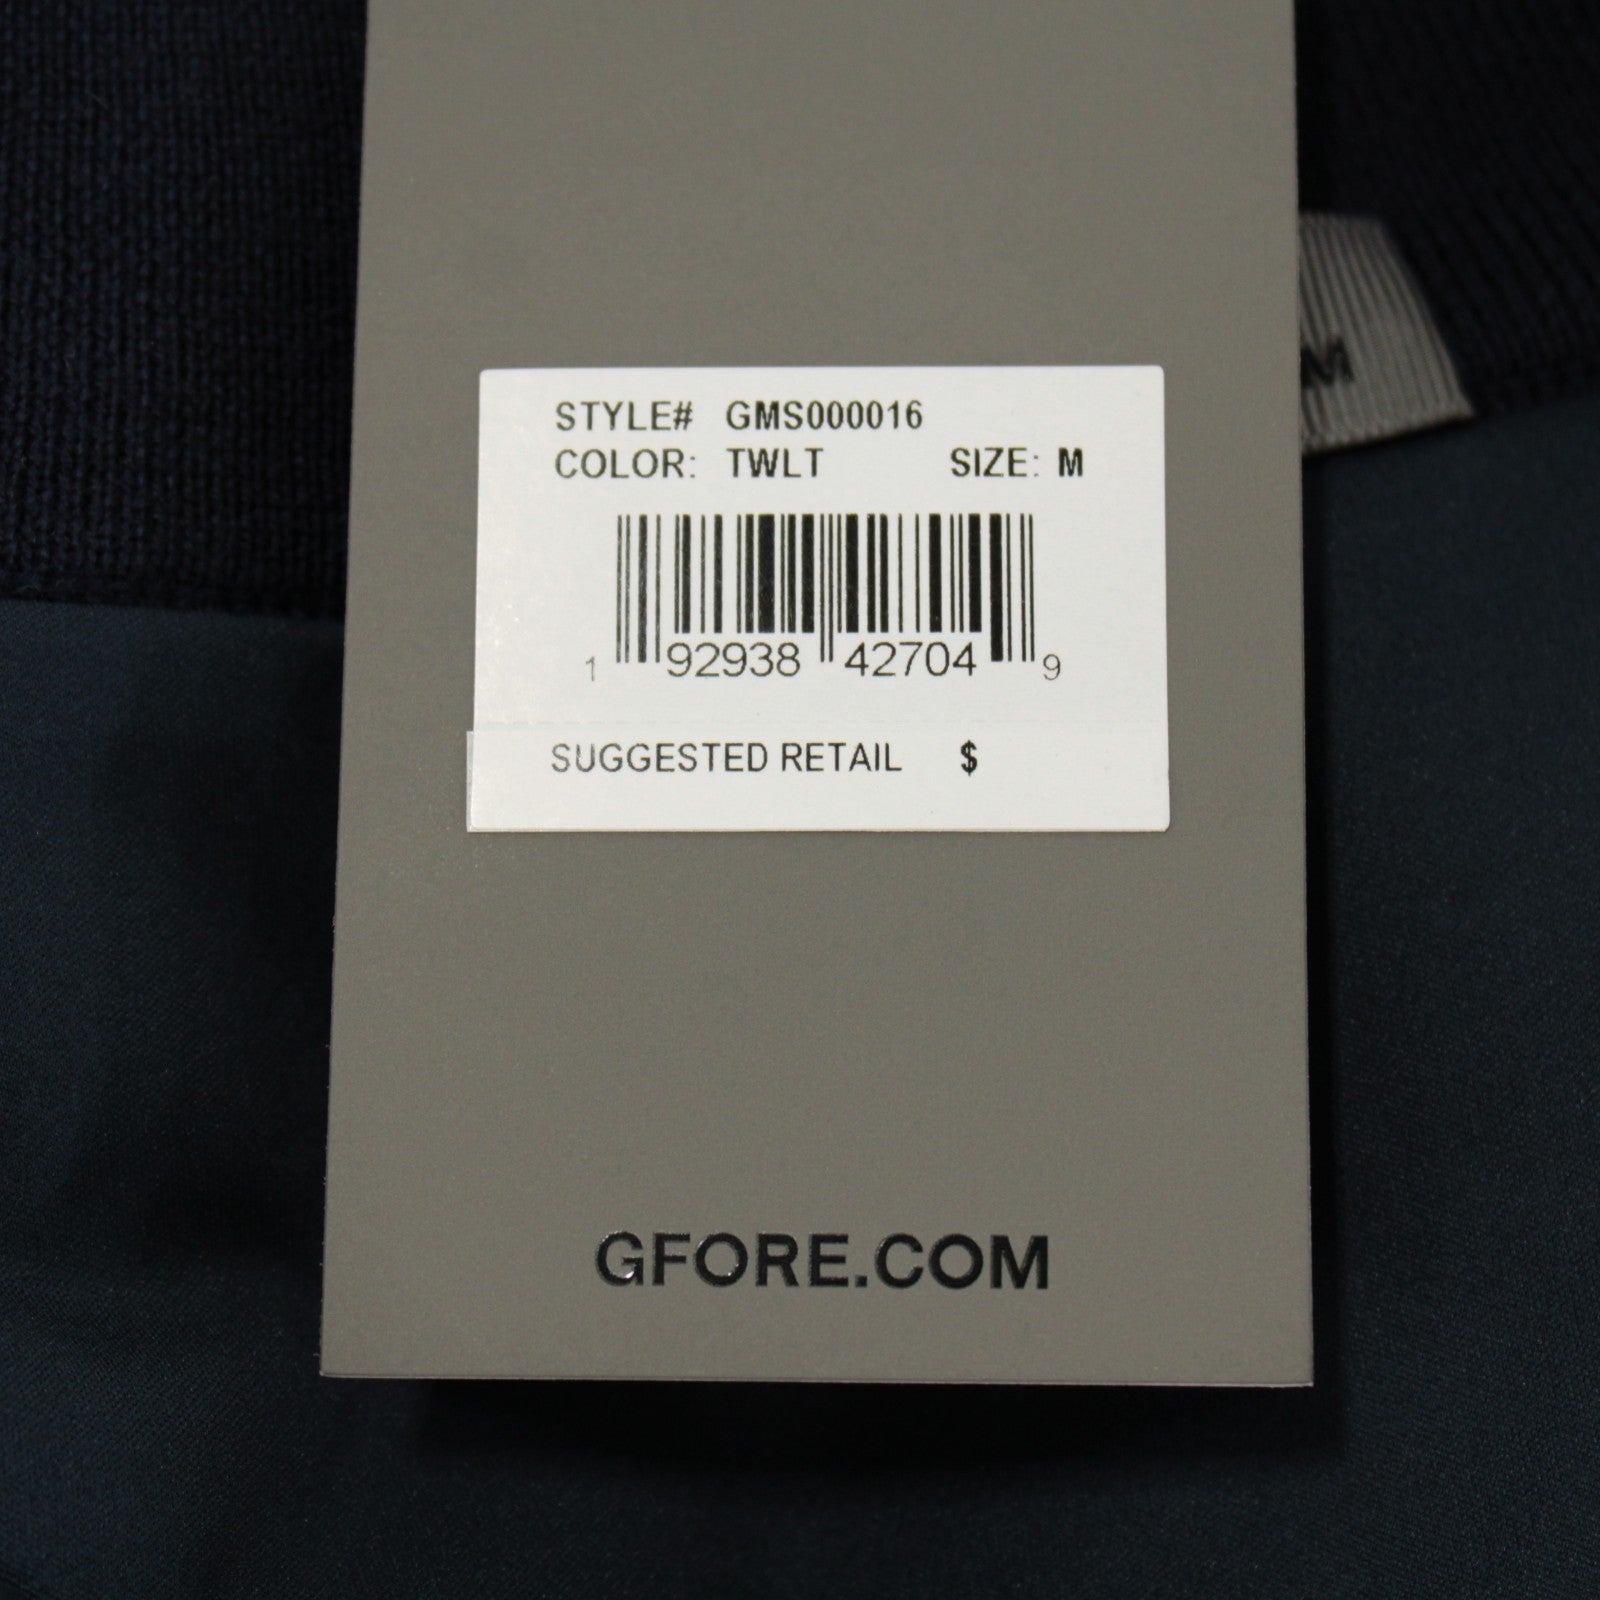 STYLE# GMS000016
COLOR: TWLT SIZE: M
1 92938 42704 9
SUGGESTED RETAIL $
GFORE.COM
M